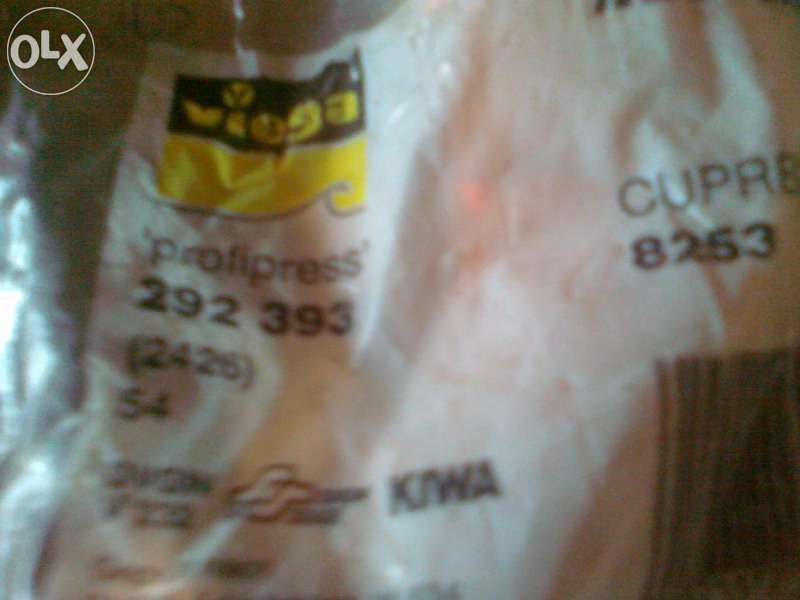 OLX
viega
'profipress'
292 393
(2426)
54
KIWA
CUPRE
8253